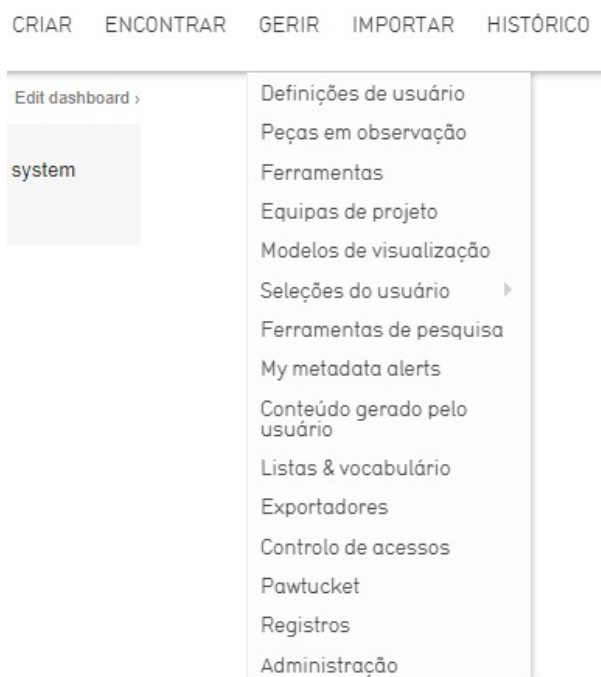 CRIAR ENCONTRAR GERIR IMPORTAR HISTÓRICO
Edit dashboard ›
system
Definições de usuário
Peças em observação
Ferramentas
Equipas de projeto
Modelos de visualização
Seleções do usuário
Ferramentas de pesquisa
My metadata alerts
Conteúdo gerado pelo
usuário
Listas & vocabulário
Exportadores
Controlo de acessos
Pawtucket
Registros
Administração